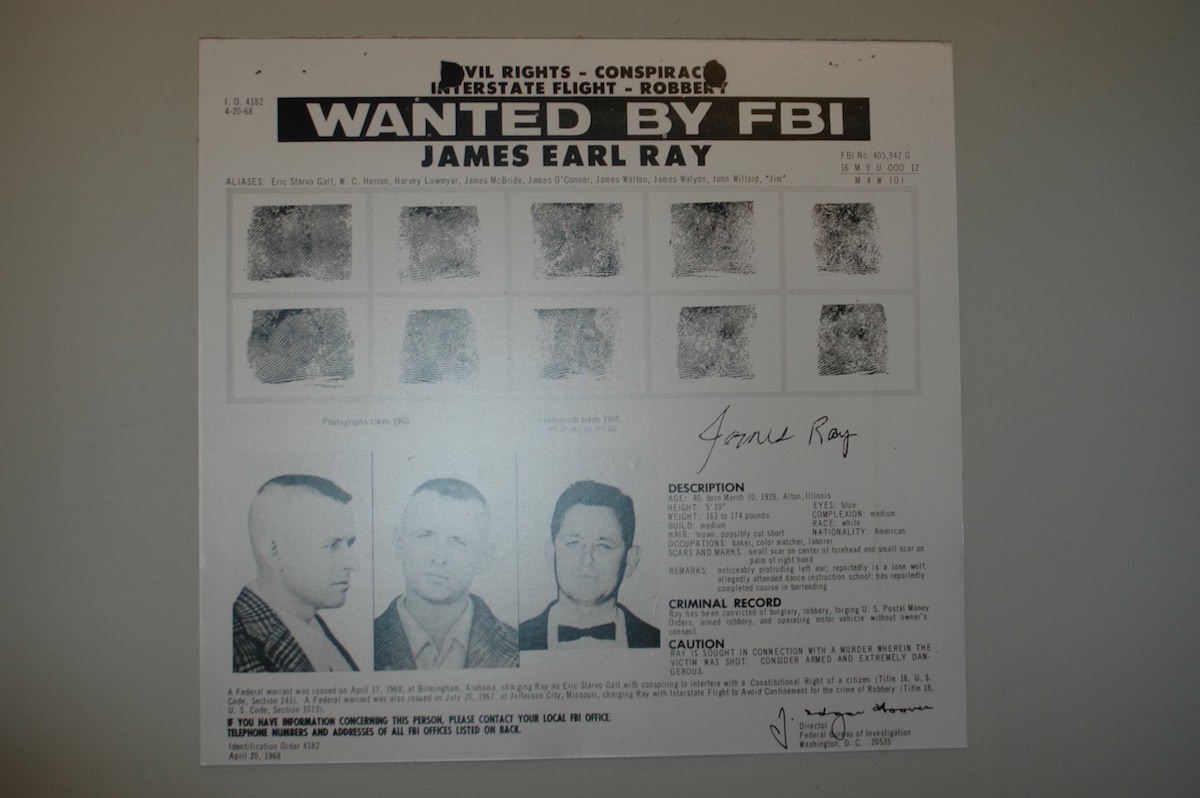 VIL RIGHTS - CONSPIRAC
INTERSTATE FLIGHT - ROBBERY
I. O. 4182
4-20-68
WANTED BY FBI
JAMES EARL RAY
FBI No. 405,942 G
16 M 9 U 000 12
M 4 W IOI
ALIASES: Eric Starvo Galt, W. C. Herron, Harvey Lowmyer, James McBride, James O'Conner, James Walton, James Walyon, John Willard, "Jim"
Photographs taken 1960
Photograph taken 1968
James Ray
DESCRIPTION
AGE: 40, born March 10, 1928, Alton, Illinois
HEIGHT: 5' 10" EYES: blue
WEIGHT: 163 to 174 pounds COMPLEXION: medium
BUILD: medium RACE: white
HAIR: brown, possibly cut short NATIONALITY: American
OCCUPATIONS: baker, color matcher, laborer
SCARS AND MARKS: small scar on center of forehead and small scar on
palm of right hand
REMARKS: noticeably protruding left ear; reportedly is a lone wolf;
allegedly attended dance instruction school; has reportedly
completed course in bartending
CRIMINAL RECORD
Ray has been convicted of burglary, robbery, forging U. S. Postal Money
Orders, armed robbery, and operating motor vehicle without owner's
consent.
CAUTION
RAY IS SOUGHT IN CONNECTION WITH A MURDER WHEREIN THE
VICTIM WAS SHOT. CONSIDER ARMED AND EXTREMELY DAN-
GEROUS.
A Federal warrant was issued on April 17, 1968, at Birmingham, Alabama, charging Ray as Eric Starvo Galt with conspiring to interfere with a Constitutional Right of a citizen (Title 18, U. S.
Code, Section 241). A Federal warrant was also issued on July 20, 1967, at Jefferson City, Missouri, charging Ray with Interstate Flight to Avoid Confinement for the crime of Robbery (Title 18,
U. S. Code, Section 1073).
IF YOU HAVE INFORMATION CONCERNING THIS PERSON, PLEASE CONTACT YOUR LOCAL FBI OFFICE.
TELEPHONE NUMBERS AND ADDRESSES OF ALL FBI OFFICES LISTED ON BACK.
J. Edgar Hoover
Director
Federal Bureau of Investigation
Washington, D. C. 20535
Identification Order 4182
April 20, 1968